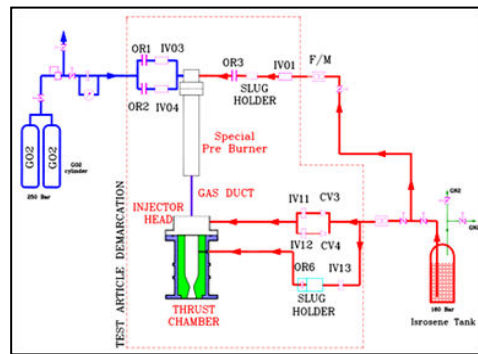 OR1 IV03
OR2 IV04
OR3
SLUG
HOLDER
IV01
F/M
GO2
GO2
GO2
cylinder
250 Bar
Special
Pre Burner
GAS DUCT
INJECTOR
HEAD
IV11 CV3
IV12 CV4
OR6 IV13
SLUG
HOLDER
THRUST
CHAMBER
TEST ARTICLE DEMARCATION
GN2
160 Bar
Isrosene Tank